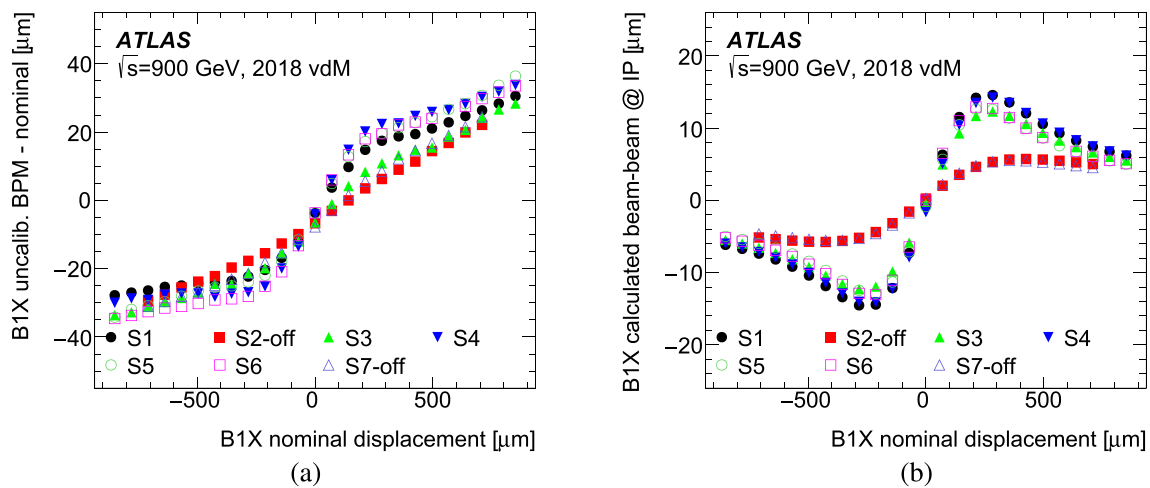 ATLAS
√s=900 GeV, 2018 vdM
B1X uncalib. BPM - nominal [μm]
40
20
0
−20
−40
S1 S2-off S3 S4
S5 S6 S7-off
−500 0 500
B1X nominal displacement [μm]
(a)
ATLAS
√s=900 GeV, 2018 vdM
B1X calculated beam-beam @ IP [μm]
20
10
0
−10
−20
S1 S2-off S3 S4
S5 S6 S7-off
−500 0 500
B1X nominal displacement [μm]
(b)